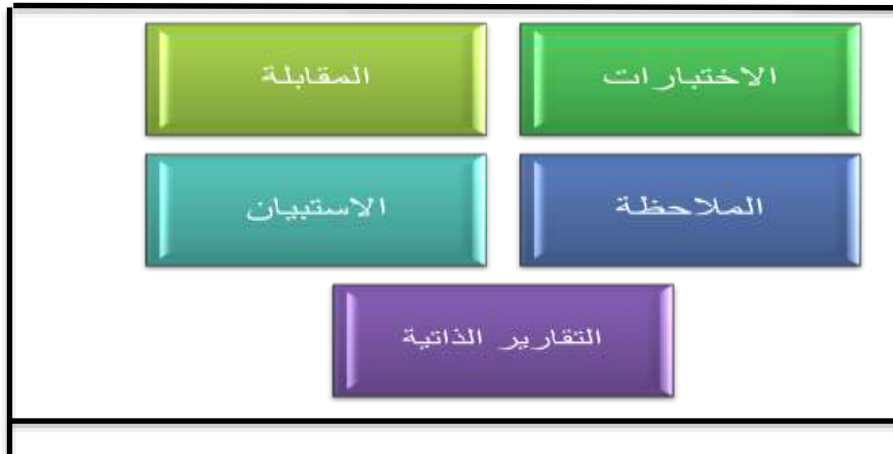 الاختبارات
المقابلة
الملاحظة
الاستبيان
التقارير الذاتية